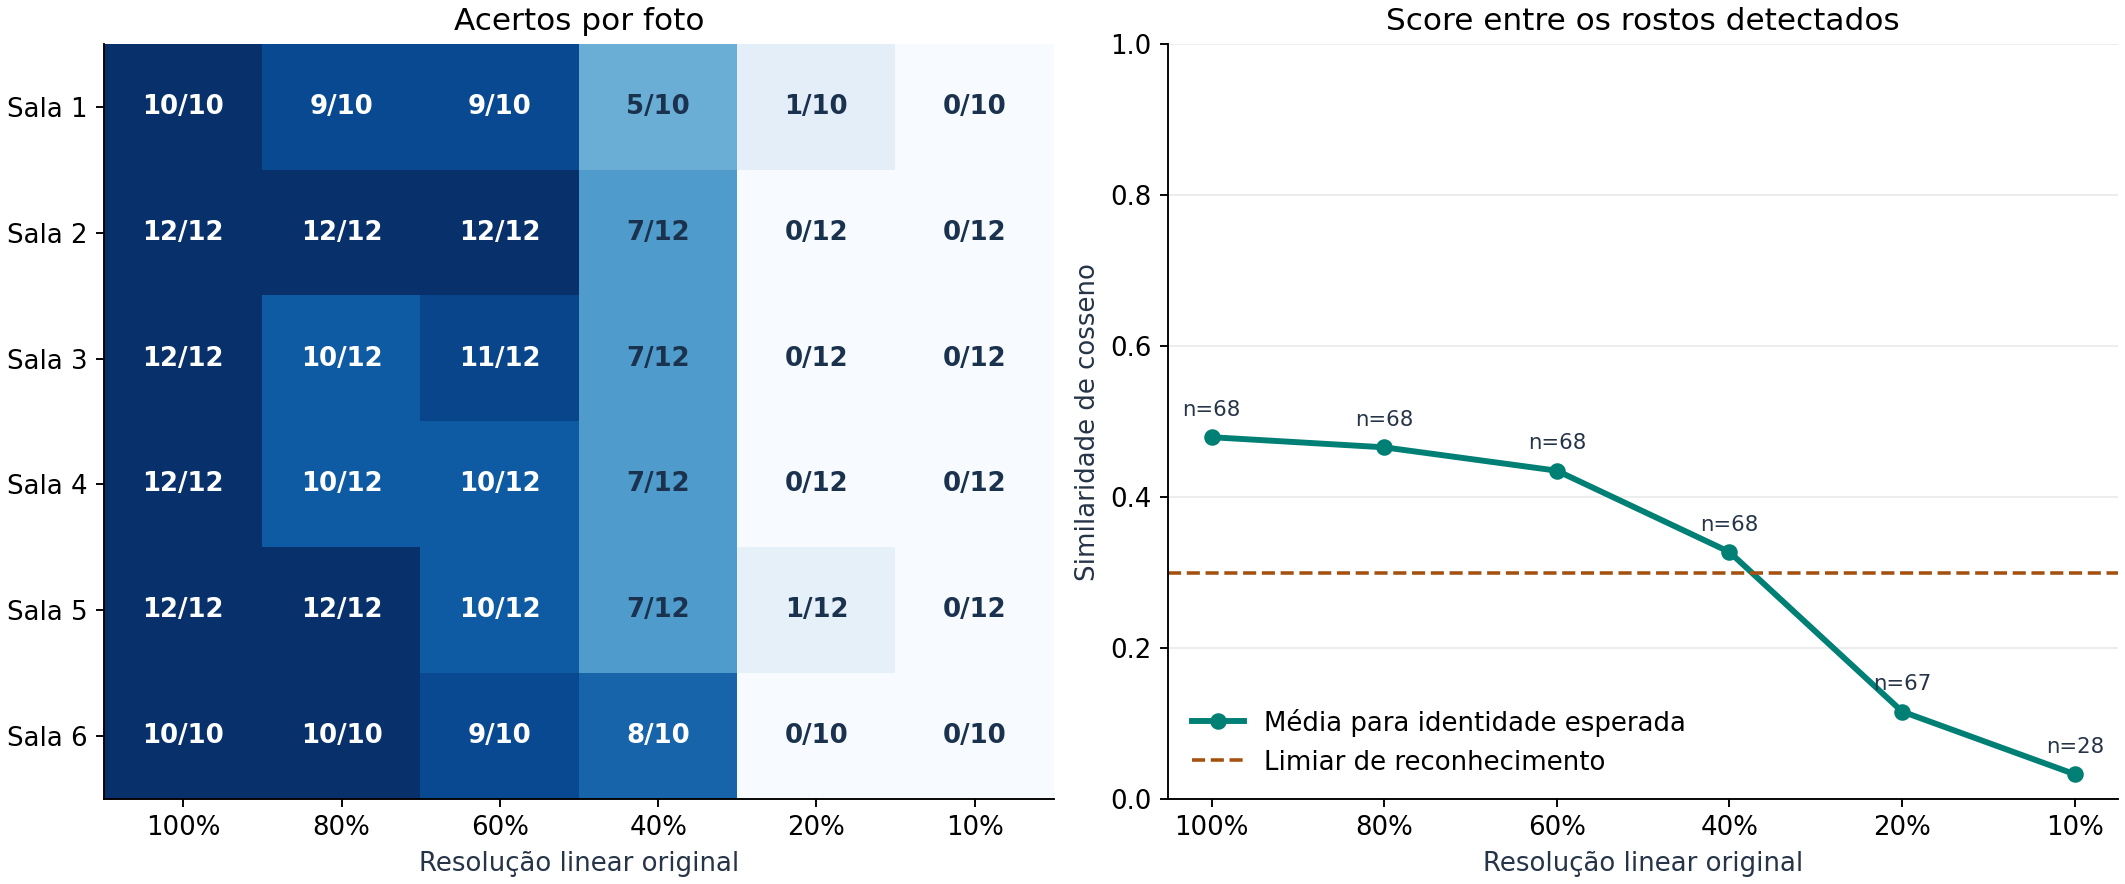 Acertos por foto
Sala 1 10/10 9/10 9/10 5/10 1/10 0/10
Sala 2 12/12 12/12 12/12 7/12 0/12 0/12
Sala 3 12/12 10/12 11/12 7/12 0/12 0/12
Sala 4 12/12 10/12 10/12 7/12 0/12 0/12
Sala 5 12/12 12/12 10/12 7/12 1/12 0/12
Sala 6 10/10 10/10 9/10 8/10 0/10 0/10
100% 80% 60% 40% 20% 10%
Resolução linear original
Score entre os rostos detectados
Similaridade de cosseno
1.0
0.8
0.6
0.4
0.2
0.0
n=68
n=68
n=68
n=68
n=67
n=28
Média para identidade esperada
Limiar de reconhecimento
100% 80% 60% 40% 20% 10%
Resolução linear original